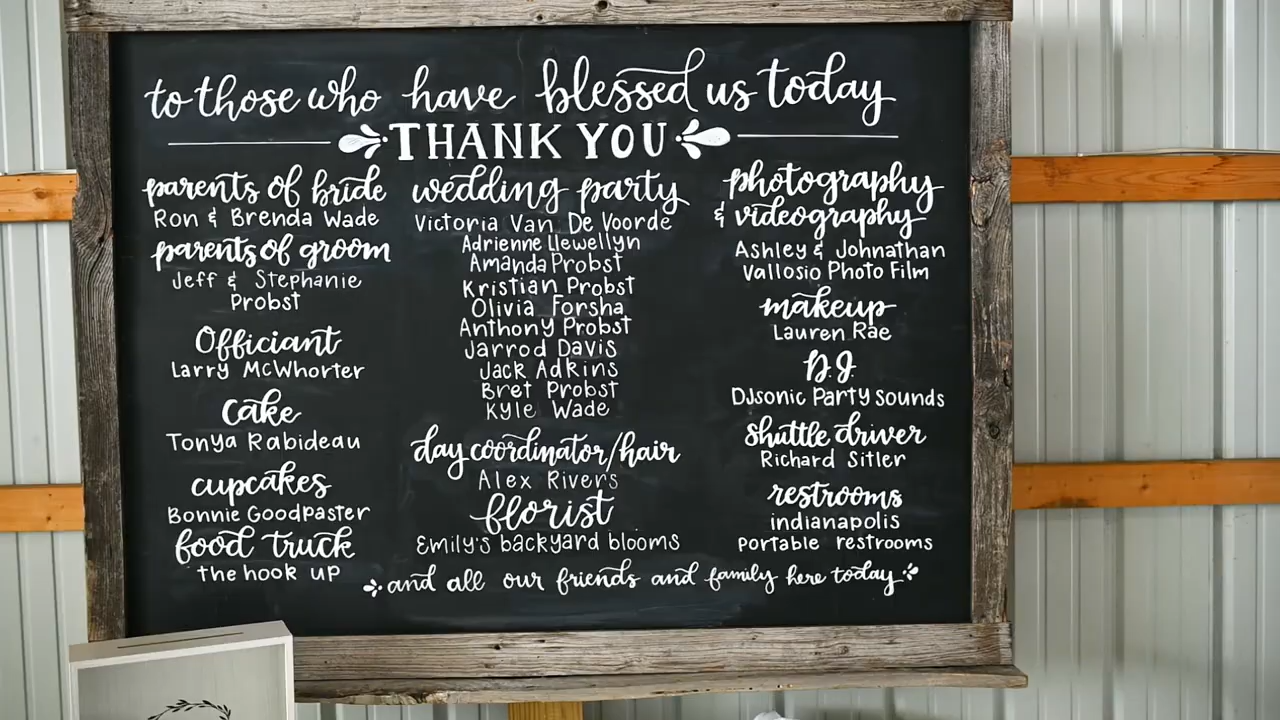 to those who have blessed us today
THANK YOU
parents of bride
Ron & Brenda Wade
parents of groom
Jeff & Stephanie
Probst
Officiant
Larry McWhorter
cake
Tonya Rabideau
cupcakes
Bonnie Goodpaster
food truck
the hook up
wedding party
Victoria Van De Voorde
Adrienne Llewellyn
Amanda Probst
Kristian Probst
Olivia Forsha
Anthony Probst
Jarrod Davis
Jack Adkins
Bret Probst
Kyle Wade
day coordinator/hair
Alex Rivers
florist
Emily's backyard blooms
photography
& videography
Ashley & Johnathan
Vallosio Photo Film
makeup
Lauren Rae
D.J.
DJsonic Party Sounds
shuttle driver
Richard Sitler
restrooms
indianapolis
portable restrooms
and all our friends and family here today